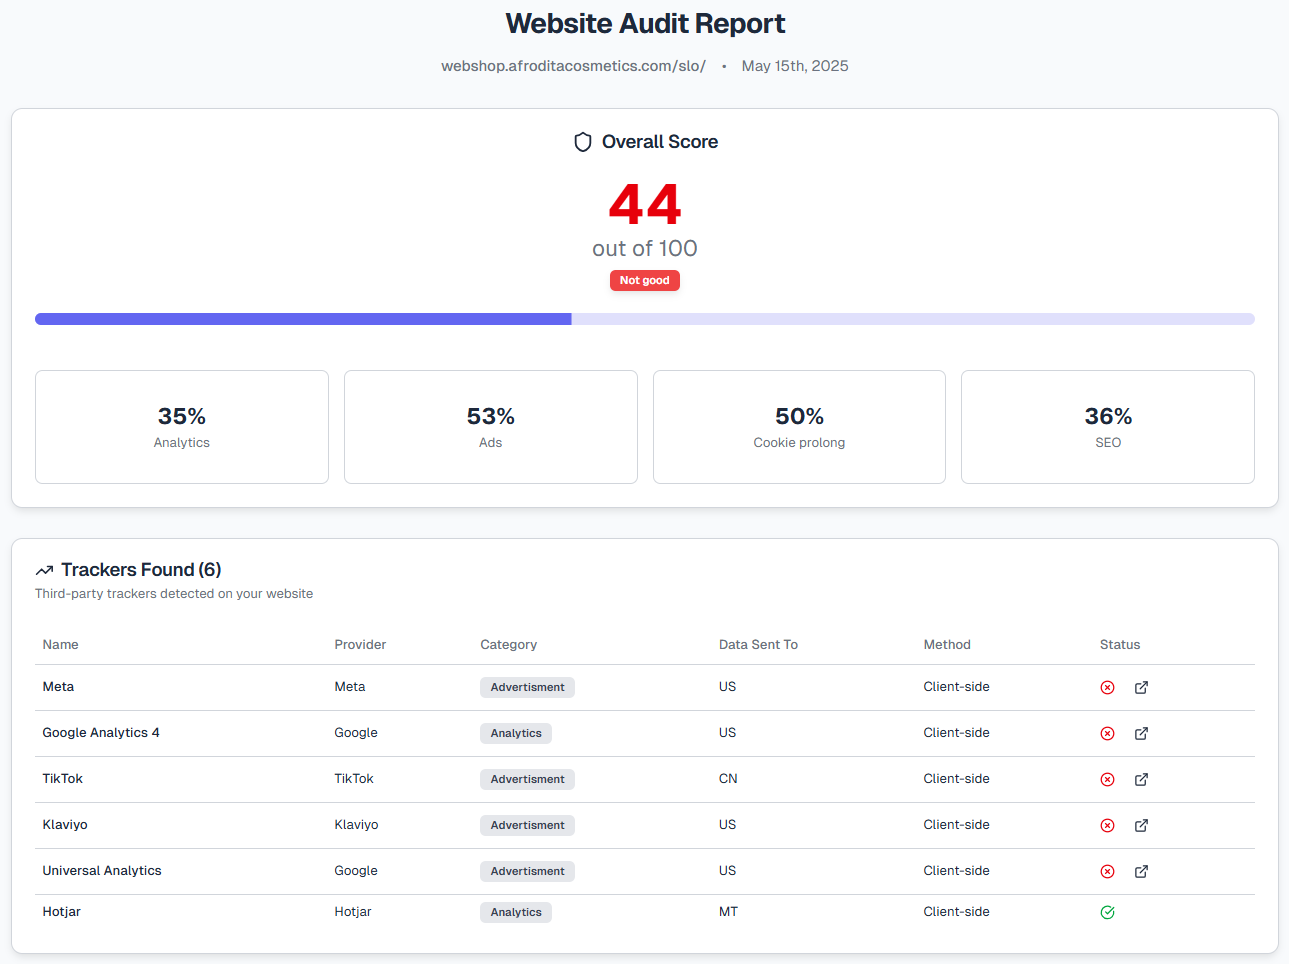 Website Audit Report
webshop.afroditacosmetics.com/slo/ • May 15th, 2025
Overall Score
44
out of 100
Not good
35% 53% 50% 36%
Analytics Ads Cookie prolong SEO
Trackers Found (6)
Third-party trackers detected on your website
Name Provider Category Data Sent To Method Status
Meta Meta Advertisment US Client-side
Google Analytics 4 Google Analytics US Client-side
TikTok TikTok Advertisment CN Client-side
Klaviyo Klaviyo Advertisment US Client-side
Universal Analytics Google Advertisment US Client-side
Hotjar Hotjar Analytics MT Client-side